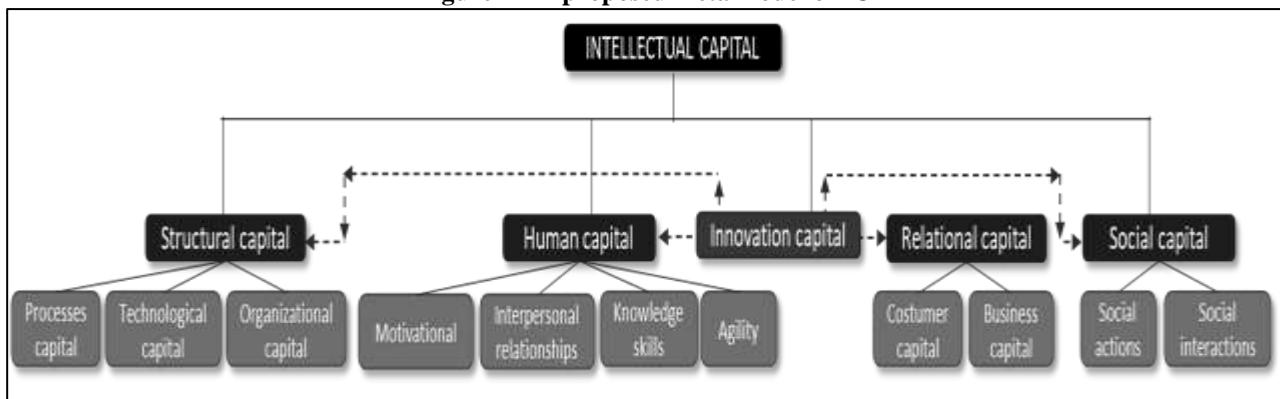 INTELLECTUAL CAPITAL
Structural capital
Human capital
Innovation capital
Relational capital
Social capital
Processes
capital
Technological
capital
Organizational
capital
Motivational
Interpersonal
relationships
Knowledge
skills
Agility
Costumer
capital
Business
capital
Social
actions
Social
interactions